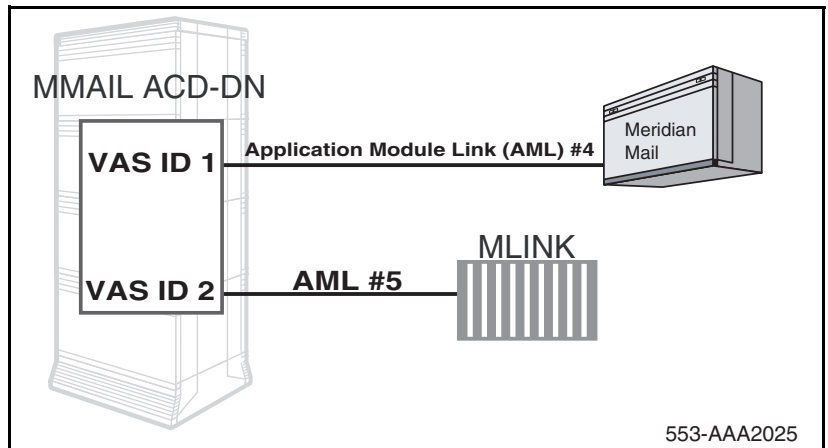 MMAIL ACD-DN
VAS ID 1
Application Module Link (AML) #4
Meridian
Mail
VAS ID 2
AML #5
MLINK
553-AAA2025